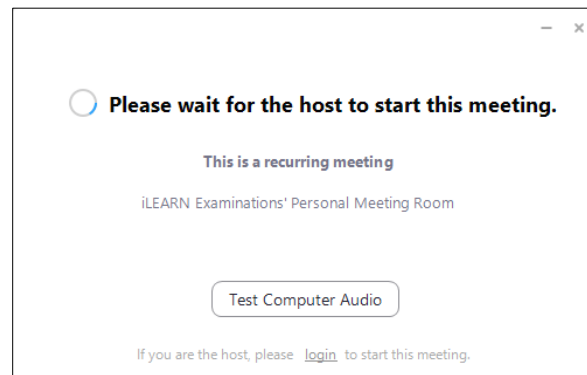 Please wait for the host to start this meeting.
This is a recurring meeting
iLEARN Examinations' Personal Meeting Room
Test Computer Audio
If you are the host, please login to start this meeting.